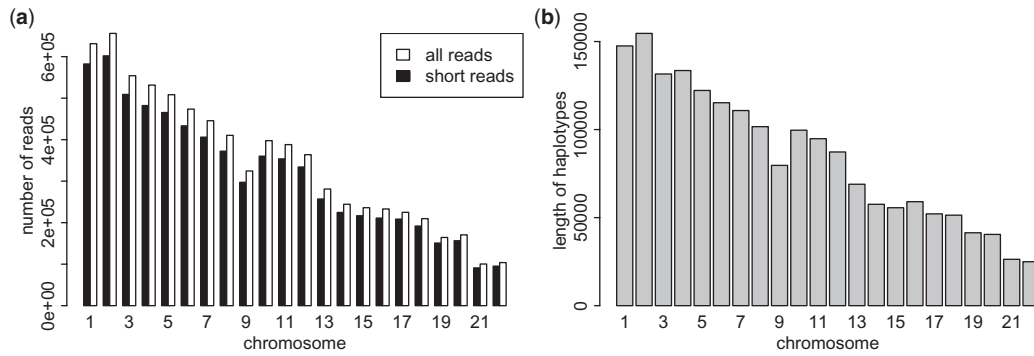 (a)
number of reads
0e+00 2e+05 4e+05 6e+05
all reads
short reads
1 3 5 7 9 11 13 15 17 19 21
chromosome
(b)
length of haplotypes
0 50000 100000 150000
1 3 5 7 9 11 13 15 17 19 21
chromosome